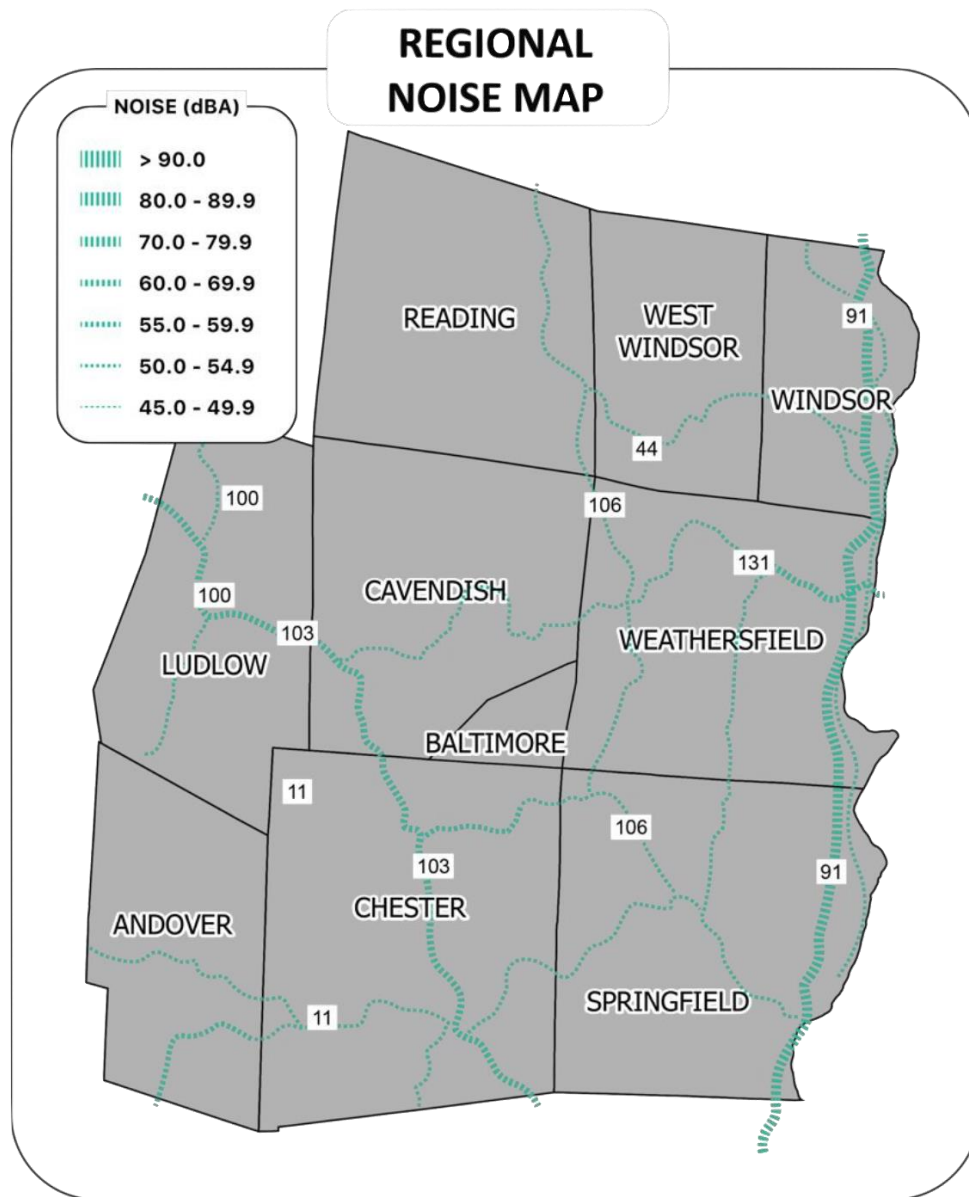 REGIONAL
NOISE MAP
NOISE (dBA)
> 90.0
80.0 - 89.9
70.0 - 79.9
60.0 - 69.9
55.0 - 59.9
50.0 - 54.9
45.0 - 49.9
READING
WEST
WINDSOR
91
WINDSOR
44
100
106
131
CAVENDISH
100
103
WEATHERSFIELD
LUDLOW
BALTIMORE
11
106
103
91
CHESTER
ANDOVER
SPRINGFIELD
11